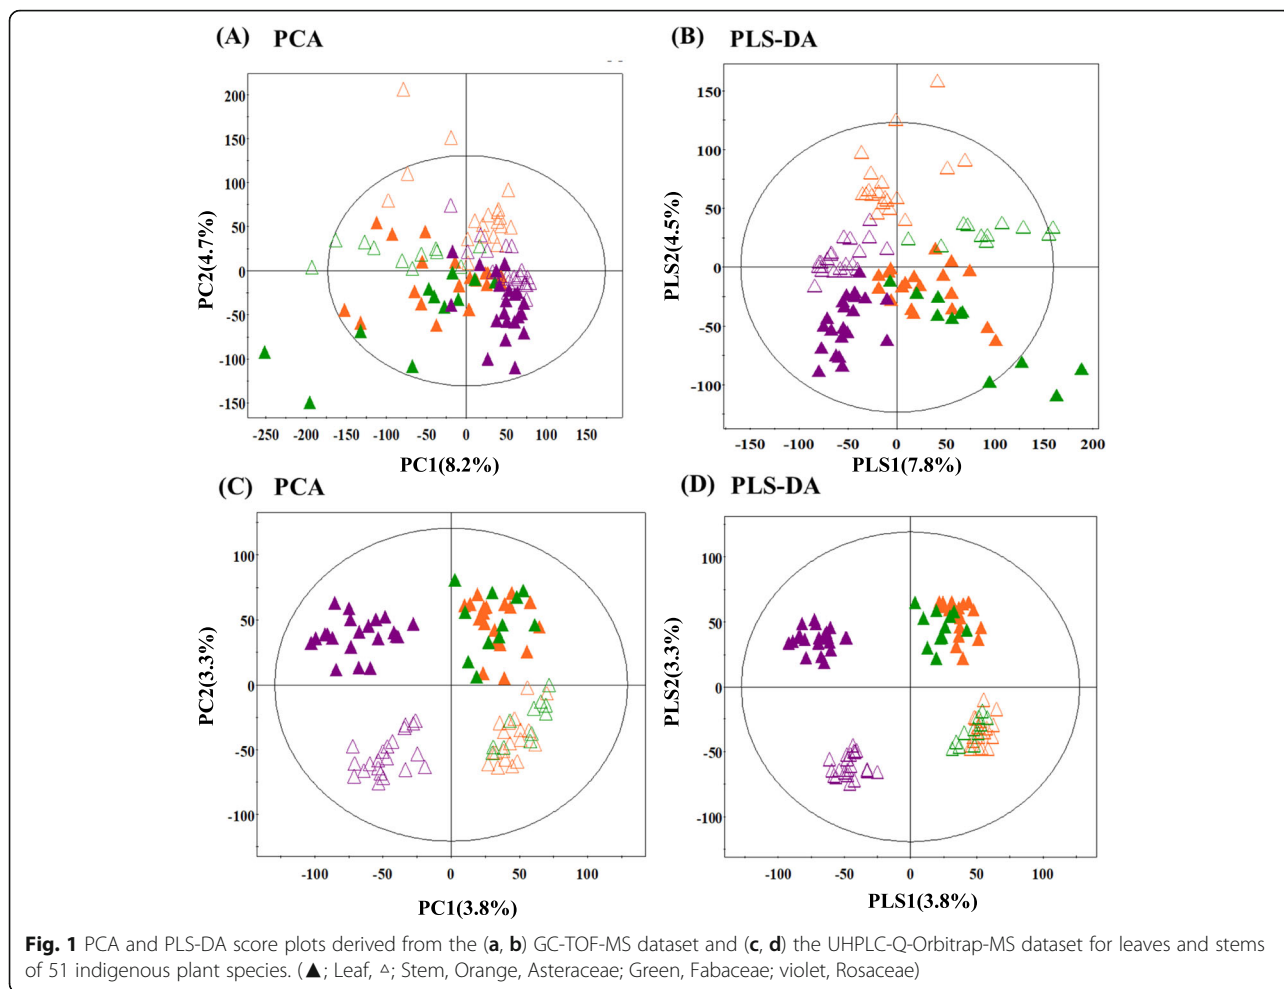 (A) PCA
(B) PLS-DA
200
150
100
50
0
-50
-100
-150
PC2(4.7%)
-250 -200 -150 -100 -50 0 50 100 150
PC1(8.2%)
150
100
50
0
-50
-100
PLS2(4.5%)
-150 -100 -50 0 50 100 150 200
PLS1(7.8%)
(C) PCA
(D) PLS-DA
100
50
0
-50
-100
PC2(3.3%)
-100 -50 0 50 100
PC1(3.8%)
100
50
0
-50
-100
PLS2(3.3%)
-100 -50 0 50 100
PLS1(3.8%)
Fig. 1 PCA and PLS-DA score plots derived from the (a, b) GC-TOF-MS dataset and (c, d) the UHPLC-Q-Orbitrap-MS dataset for leaves and stems
of 51 indigenous plant species. (▲; Leaf, △; Stem, Orange, Asteraceae; Green, Fabaceae; violet, Rosaceae)